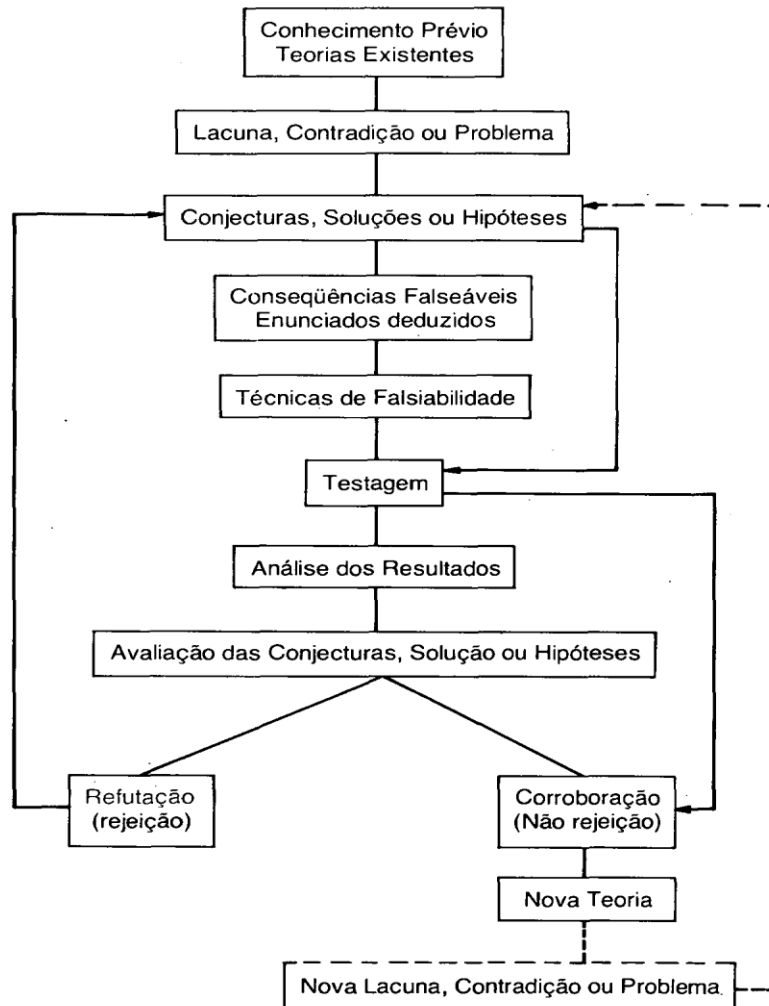 Conhecimento Prévio
Teorias Existentes
Lacuna, Contradição ou Problema
Conjecturas, Soluções ou Hipóteses
Conseqüências Falseáveis
Enunciados deduzidos
Técnicas de Falsiabilidade
Testagem
Análise dos Resultados
Avaliação das Conjecturas, Solução ou Hipóteses
Refutação
(rejeição)
Corroboração
(Não rejeição)
Nova Teoria
Nova Lacuna, Contradição ou Problema